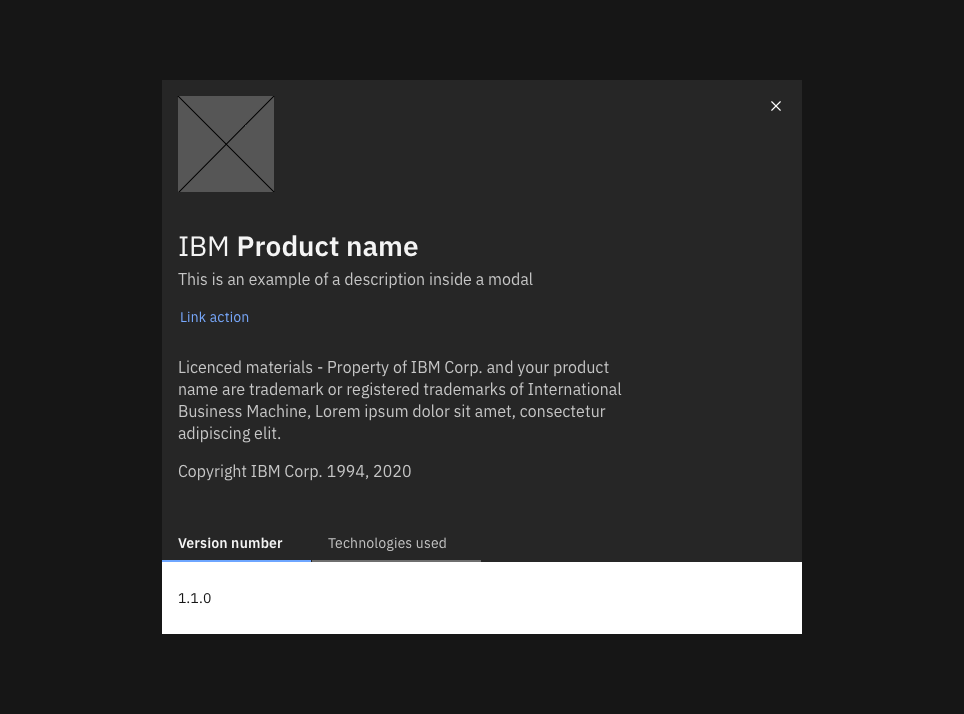 IBM Product name
This is an example of a description inside a modal
Link action
Licenced materials - Property of IBM Corp. and your product
name are trademark or registered trademarks of International
Business Machine, Lorem ipsum dolor sit amet, consectetur
adipiscing elit.
Copyright IBM Corp. 1994, 2020
Version number Technologies used
1.1.0